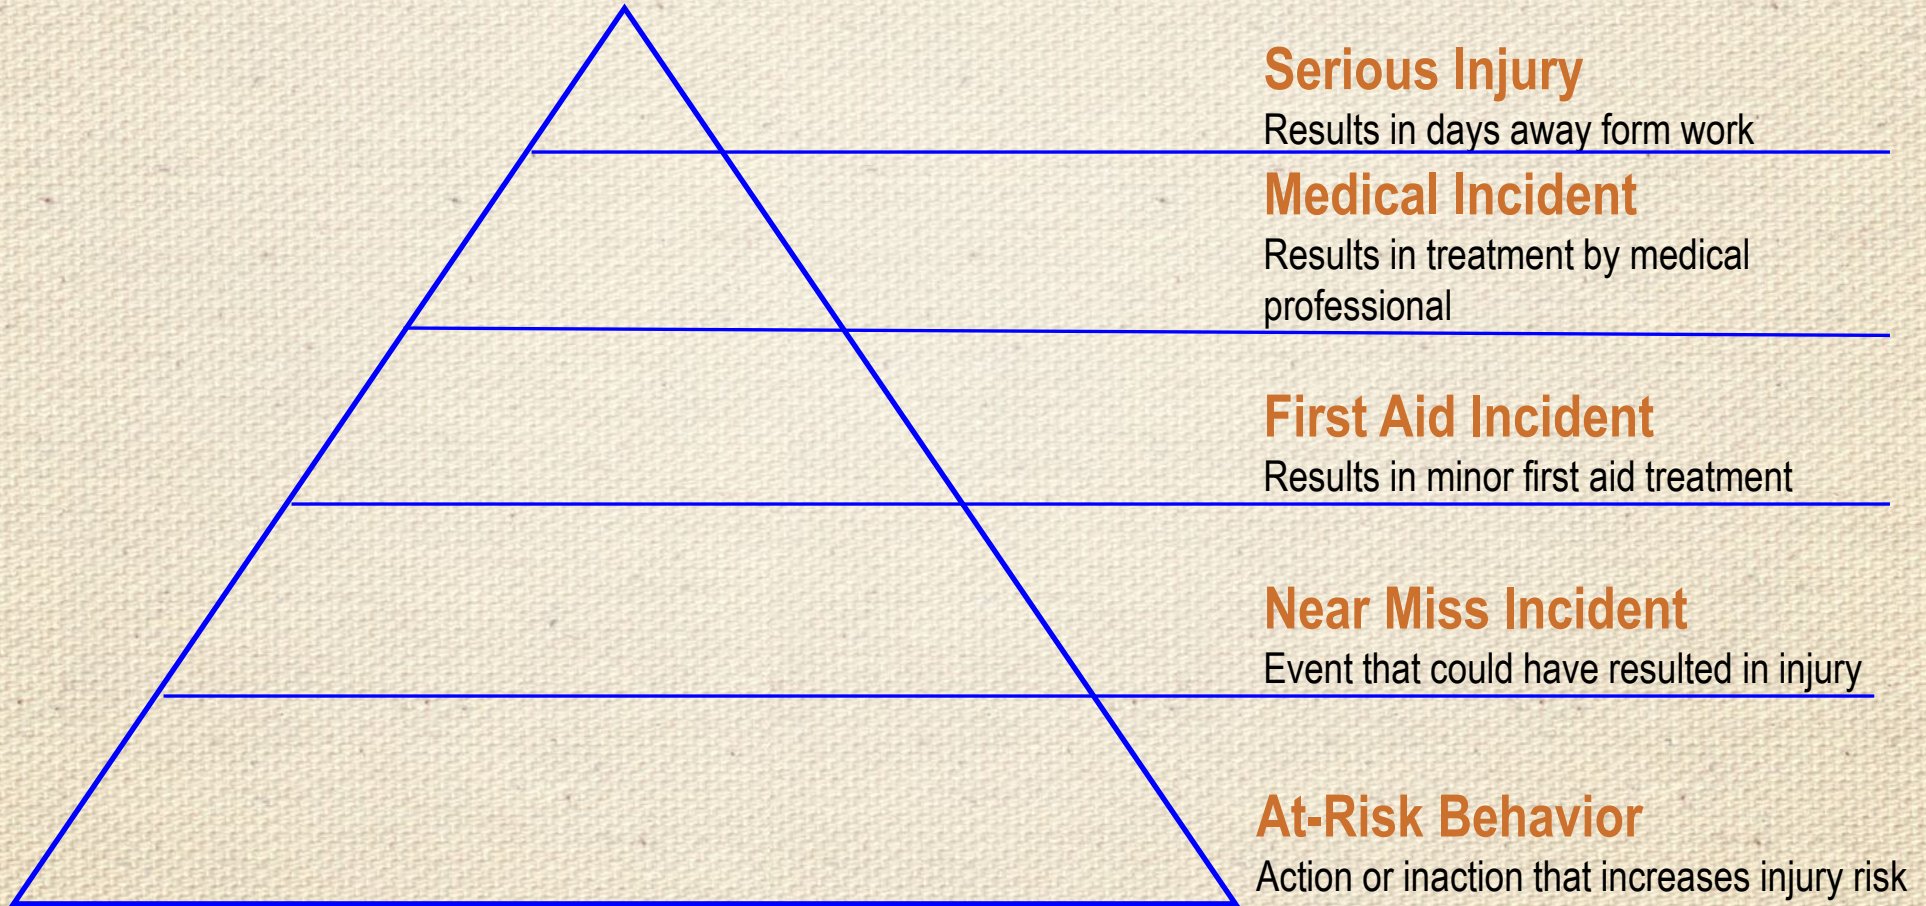 Serious Injury
Results in days away form work
Medical Incident
Results in treatment by medical
professional
First Aid Incident
Results in minor first aid treatment
Near Miss Incident
Event that could have resulted in injury
At-Risk Behavior
Action or inaction that increases injury risk